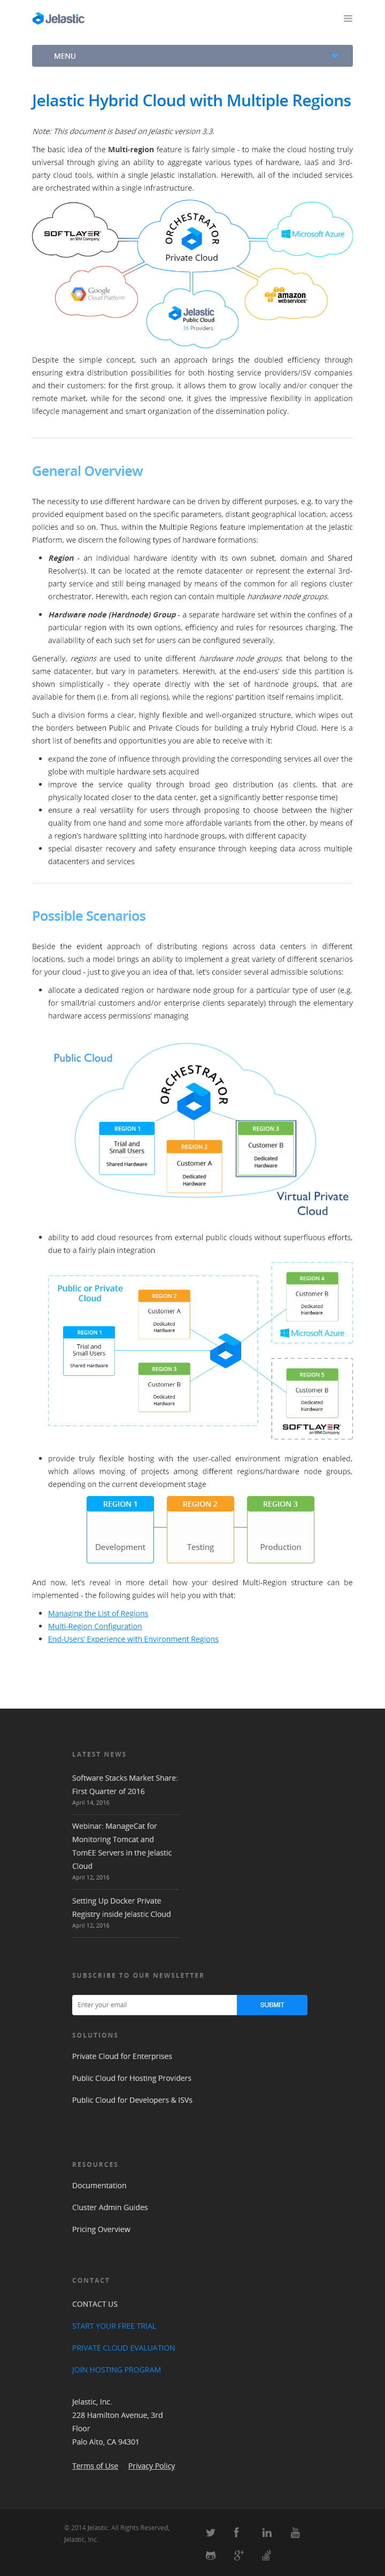 Jelastic
MENU
Jelastic Hybrid Cloud with Multiple Regions
Note: This document is based on Jelastic version 3.3.
The basic idea of the Multi-region feature is fairly simple - to make the cloud hosting truly
universal through giving an ability to aggregate various types of hardware, IaaS and 3rd-
party cloud tools, within a single Jelastic installation. Herewith, all of the included services
are orchestrated within a single infrastructure.
ORCHESTRATOR
Private Cloud
SOFTLAYER
an IBM Company
Microsoft Azure
Google
Cloud Platform
amazon
webservices
Jelastic
Public Cloud
36 Providers
Despite the simple concept, such an approach brings the doubled efficiency through
ensuring extra distribution possibilities for both hosting service providers/ISV companies
and their customers: for the first group, it allows them to grow locally and/or conquer the
remote market, while for the second one, it gives the impressive flexibility in application
lifecycle management and smart organization of the dissemination policy.
General Overview
The necessity to use different hardware can be driven by different purposes, e.g. to vary the
provided equipment based on the specific parameters, distant geographical location, access
policies and so on. Thus, within the Multiple Regions feature implementation at the Jelastic
Platform, we discern the following types of hardware formations:
• Region - an individual hardware identity with its own subnet, domain and Shared
Resolver(s). It can be located at the remote datacenter or represent the external 3rd-
party service and still being managed by means of the common for all regions cluster
orchestrator. Herewith, each region can contain multiple hardware node groups.
• Hardware node (Hardnode) Group - a separate hardware set within the confines of a
particular region with its own options, efficiency and rules for resources charging. The
availability of each such set for users can be configured severally.
Generally, regions are used to unite different hardware node groups, that belong to the
same datacenter, but vary in parameters. Herewith, at the end-users' side this partition is
shown simplistically - they operate directly with the set of hardnode groups, that are
available for them (i.e. from all regions), while the regions' partition itself remains implicit.
Such a division forms a clear, highly flexible and well-organized structure, which wipes out
the borders between Public and Private Clouds for building a truly Hybrid Cloud. Here is a
short list of benefits and opportunities you are able to receive with it:
• expand the zone of influence through providing the corresponding services all over the
globe with multiple hardware sets acquired
• improve the service quality through broad geo distribution (as clients, that are
physically located closer to the data center, get a significantly better response time)
• ensure a real versatility for users through proposing to choose between the higher
quality from one hand and some more affordable variants from the other, by means of
a region's hardware splitting into hardnode groups, with different capacity
• special disaster recovery and safety ensurance through keeping data across multiple
datacenters and services
Possible Scenarios
Beside the evident approach of distributing regions across data centers in different
locations, such a model brings an ability to implement a great variety of different scenarios
for your cloud - just to give you an idea of that, let's consider several admissible solutions:
• allocate a dedicated region or hardware node group for a particular type of user (e.g.
for small/trial customers and/or enterprise clients separately) through the elementary
hardware access permissions' managing
Public Cloud
ORCHESTRATOR
REGION 1
Trial and
Small Users
Shared Hardware
REGION 2
Customer A
Dedicated
Hardware
REGION 3
Customer B
Dedicated
Hardware
Virtual Private
Cloud
• ability to add cloud resources from external public clouds without superfluous efforts,
due to a fairly plain integration
Public or Private
Cloud
REGION 1
Trial and
Small Users
Shared Hardware
REGION 2
Customer A
Dedicated
Hardware
REGION 3
Customer B
Dedicated
Hardware
REGION 4
Customer B
Dedicated
Hardware
Microsoft Azure
REGION 5
Customer B
Dedicated
Hardware
SOFTLAYER
an IBM Company
• provide truly flexible hosting with the user-called environment migration enabled,
which allows moving of projects among different regions/hardware node groups,
depending on the current development stage
REGION 1
Development
REGION 2
Testing
REGION 3
Production
And now, let's reveal in more detail how your desired Multi-Region structure can be
implemented - the following guides will help you with that:
• Managing the List of Regions
• Multi-Region Configuration
• End-Users' Experience with Environment Regions
LATEST NEWS
Software Stacks Market Share:
First Quarter of 2016
April 14, 2016
Webinar: ManageCat for
Monitoring Tomcat and
TomEE Servers in the Jelastic
Cloud
April 12, 2016
Setting Up Docker Private
Registry inside Jelastic Cloud
April 12, 2016
SUBSCRIBE TO OUR NEWSLETTER
Enter your email
SUBMIT
SOLUTIONS
Private Cloud for Enterprises
Public Cloud for Hosting Providers
Public Cloud for Developers & ISVs
RESOURCES
Documentation
Cluster Admin Guides
Pricing Overview
CONTACT
CONTACT US
START YOUR FREE TRIAL
PRIVATE CLOUD EVALUATION
JOIN HOSTING PROGRAM
Jelastic, Inc.
228 Hamilton Avenue, 3rd
Floor
Palo Alto, CA 94301
Terms of Use Privacy Policy
© 2014 Jelastic. All Rights Reserved,
Jelastic, Inc.